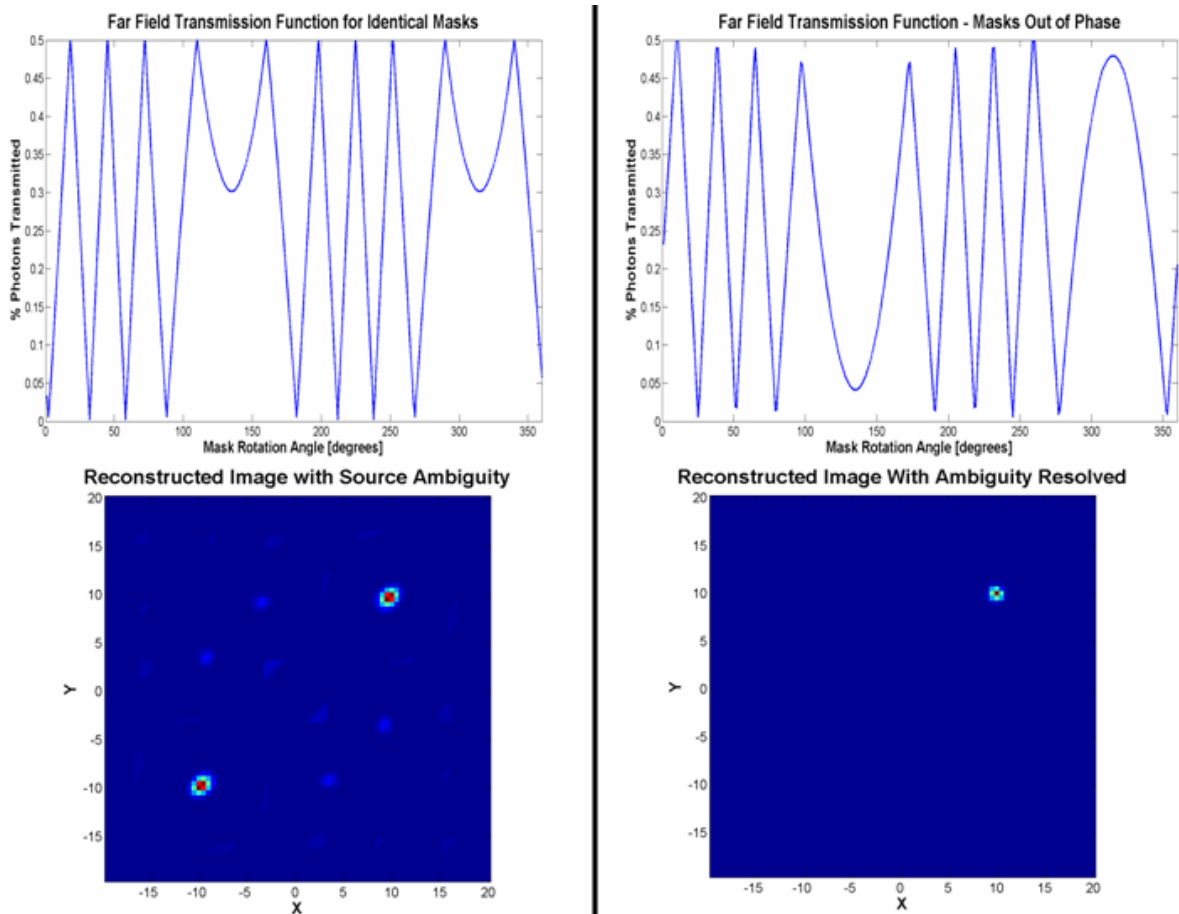 Far Field Transmission Function for Identical Masks
0.5
0.45
0.4
0.35
0.3
0.25
0.2
0.15
0.1
0.05
0
% Photons Transmitted
0 50 100 150 200 250 300 350
Mask Rotation Angle [degrees]
Reconstructed Image with Source Ambiguity
20
15
10
5
0
-5
-10
-15
Y
-15 -10 -5 0 5 10 15 20
X
Far Field Transmission Function - Masks Out of Phase
0.5
0.45
0.4
0.35
0.3
0.25
0.2
0.15
0.1
0.05
0
% Photons Transmitted
0 50 100 150 200 250 300 350
Mask Rotation Angle [degrees]
Reconstructed Image With Ambiguity Resolved
20
15
10
5
0
-5
-10
-15
Y
-15 -10 -5 0 5 10 15 20
X